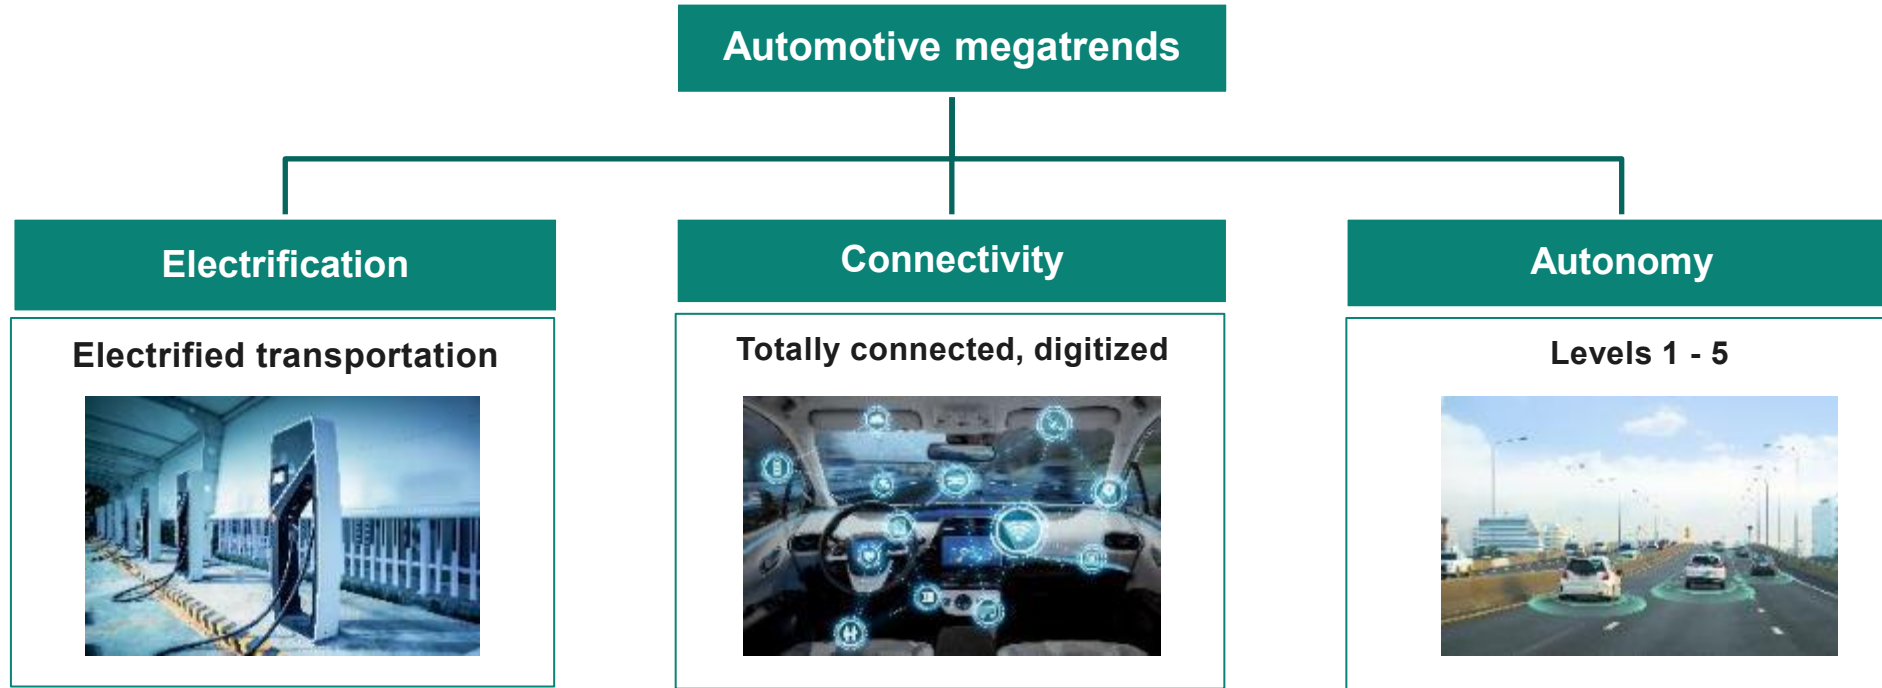 Automotive megatrends
Electrification
Connectivity
Autonomy
Electrified transportation
Totally connected, digitized
Levels 1 - 5